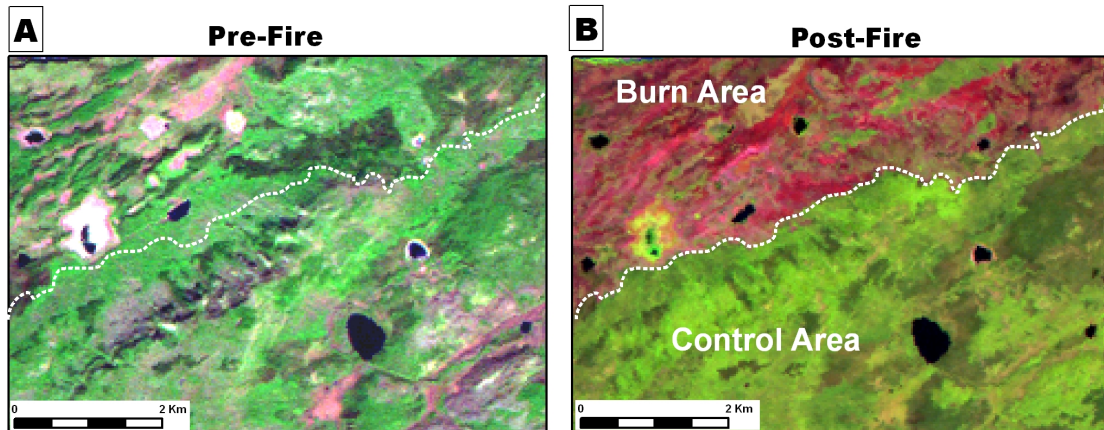 A
Pre-Fire
0
2 Km
B
Post-Fire
Burn Area
Control Area
0
2 Km